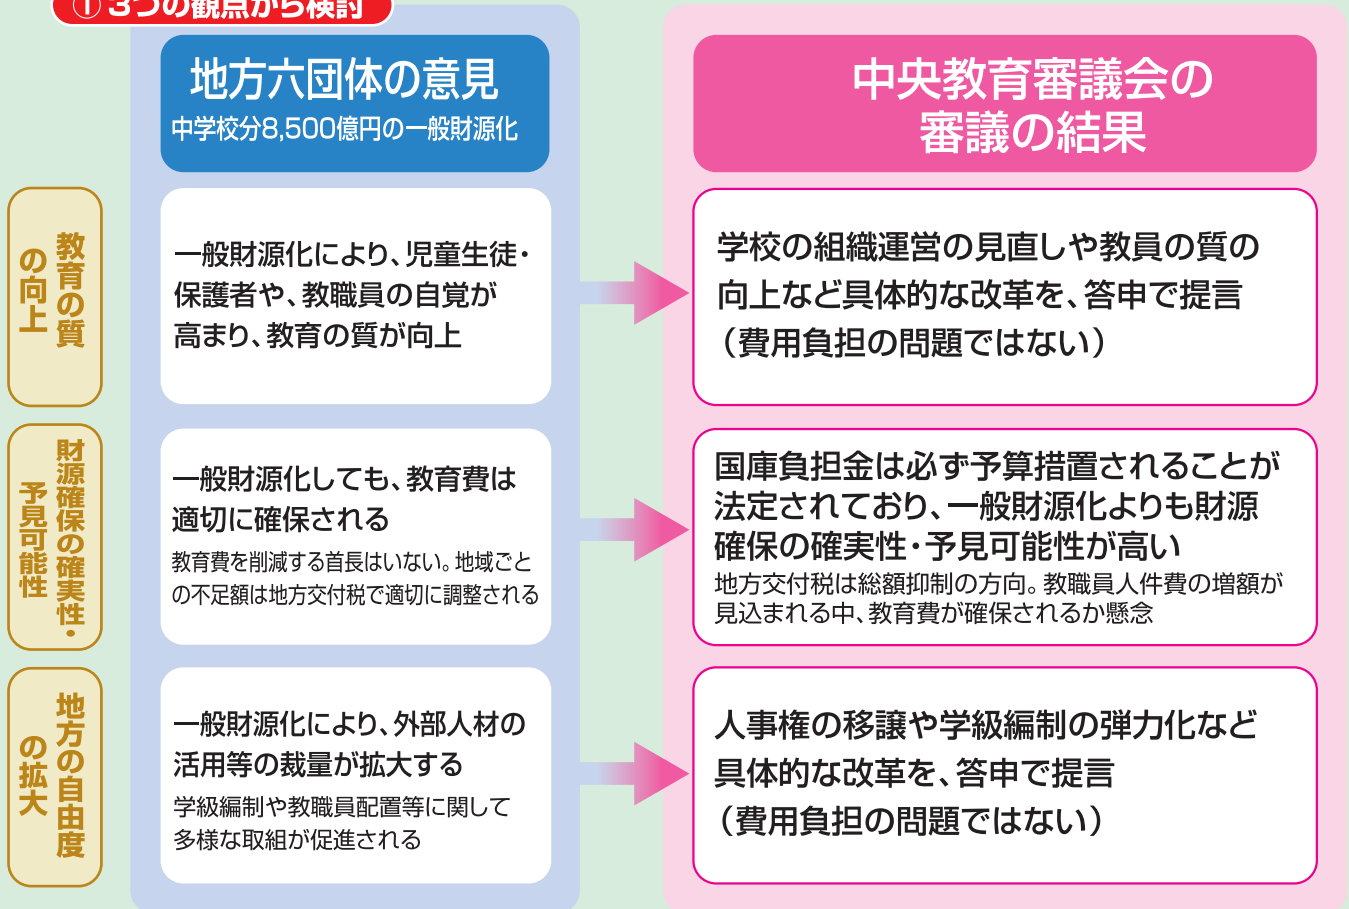 ①3つの観点から検討
地方六団体の意見
中学校分8,500億円の一般財源化
中央教育審議会の
審議の結果
教育の質
の向上
一般財源化により、児童生徒・
保護者や、教職員の自覚が
高まり、教育の質が向上
学校の組織運営の見直しや教員の質の
向上など具体的な改革を、答申で提言
（費用負担の問題ではない）
財源確保の確実性・
予見可能性
一般財源化しても、教育費は
適切に確保される
教育費を削減する首長はいない。地域ごと
の不足額は地方交付税で適切に調整される
国庫負担金は必ず予算措置されることが
法定されており、一般財源化よりも財源
確保の確実性・予見可能性が高い
地方交付税は総額抑制の方向。教職員人件費の増額が
見込まれる中、教育費が確保されるか懸念
地方の自由度
の拡大
一般財源化により、外部人材の
活用等の裁量が拡大する
学級編制や教職員配置等に関して
多様な取組が促進される
人事権の移譲や学級編制の弾力化など
具体的な改革を、答申で提言
（費用負担の問題ではない）